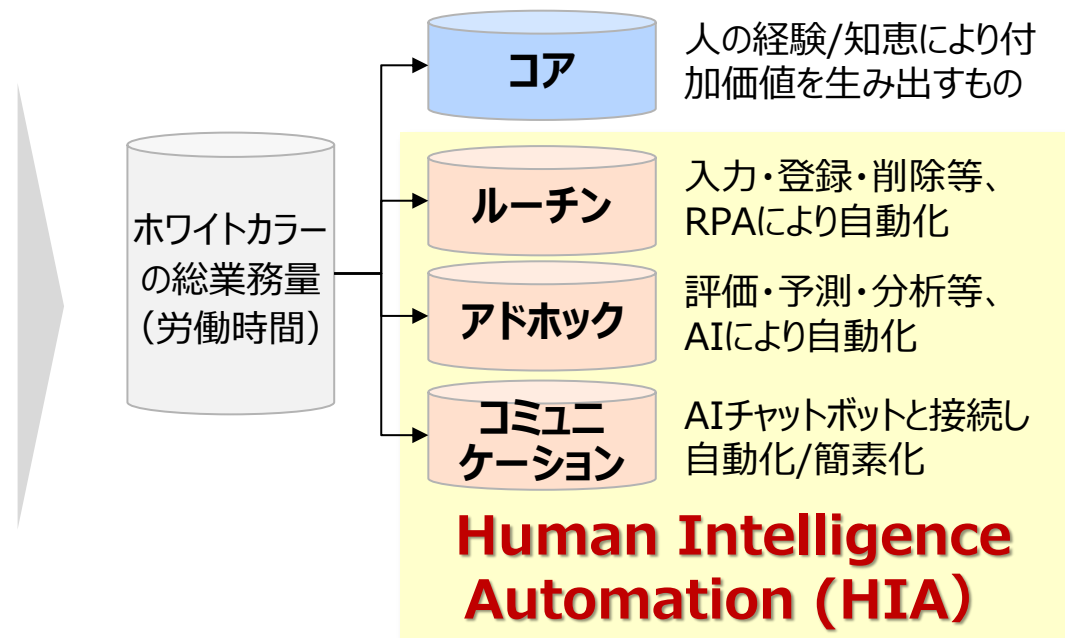 コア
人の経験/知恵により付
加価値を生み出すもの
ホワイトカラー
の総業務量
(労働時間)
ルーチン
入力・登録・削除等、
RPAにより自動化
アドホック
評価・予測・分析等、
AIにより自動化
コミュニ
ケーション
AIチャットボットと接続し
自動化/簡素化
Human Intelligence
Automation (HIA）